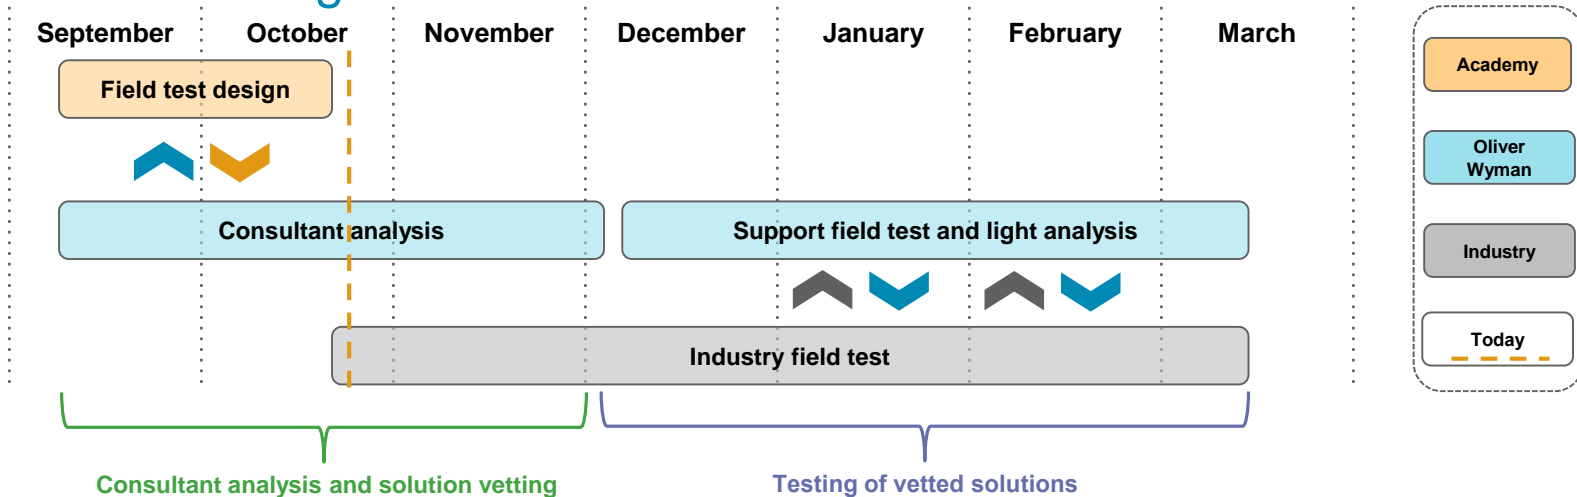 September October November December January February March
Field test design
Consultant analysis
Support field test and light analysis
Industry field test
Consultant analysis and solution vetting
Testing of vetted solutions
Academy
Oliver
Wyman
Industry
Today